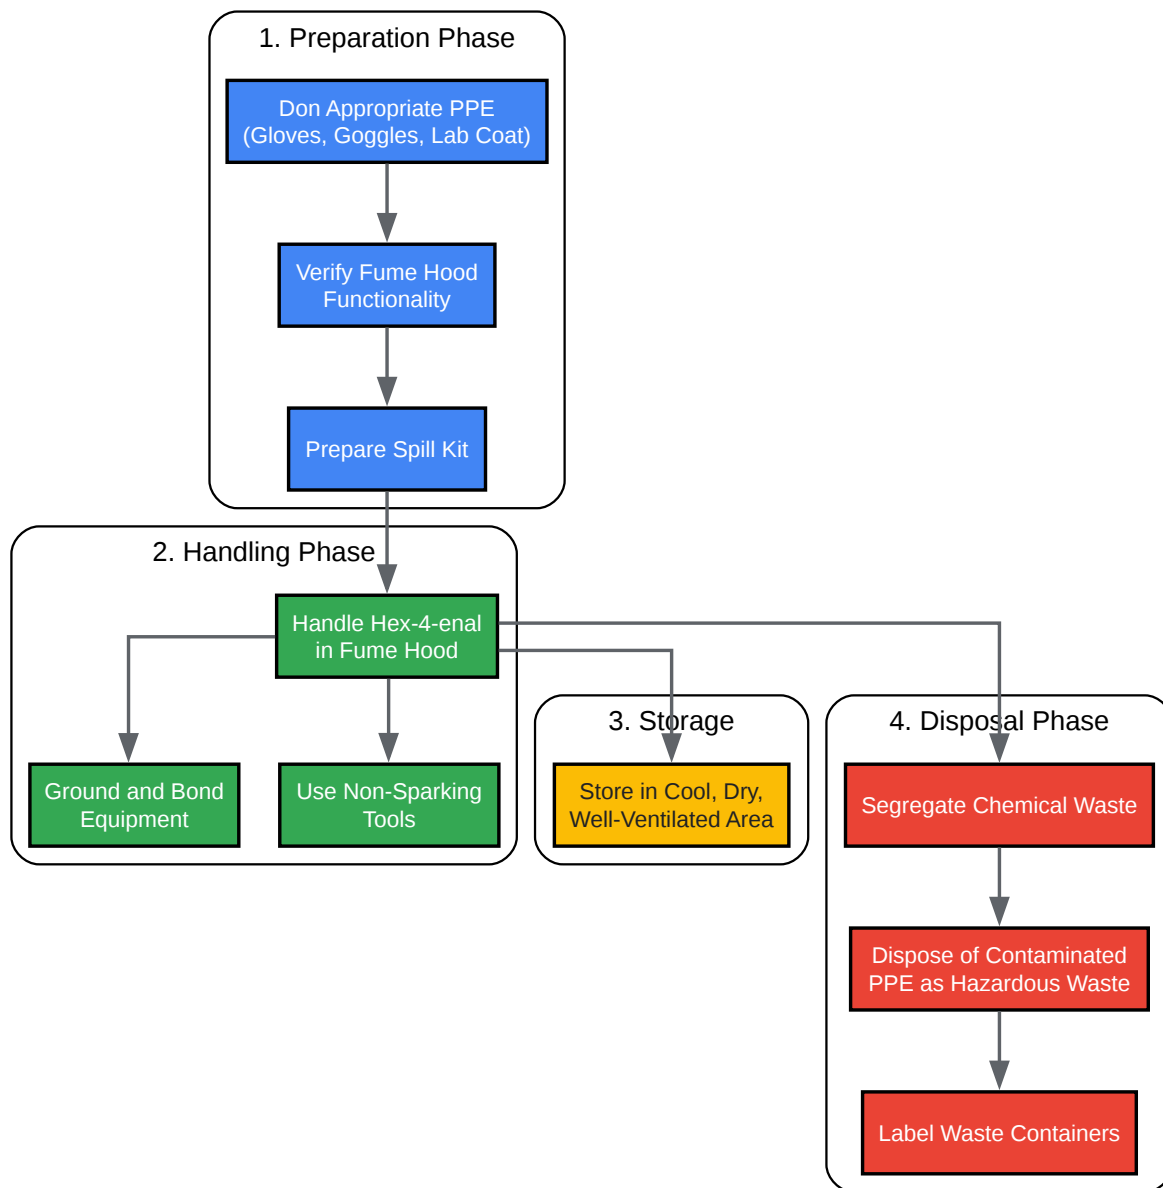 1. Preparation Phase
Don Appropriate PPE
(Gloves, Goggles, Lab Coat)
Verify Fume Hood
Functionality
Prepare Spill Kit
2. Handling Phase
Handle Hex-4-enal
in Fume Hood
Ground and Bond
Equipment
Use Non-Sparking
Tools
3. Storage
Store in Cool, Dry,
Well-Ventilated Area
4. Disposal Phase
Segregate Chemical Waste
Dispose of Contaminated
PPE as Hazardous Waste
Label Waste Containers